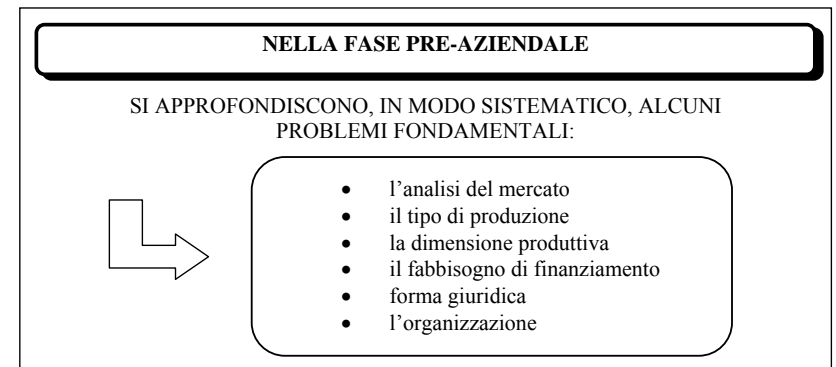 NELLA FASE PRE-AZIENDALE
SI APPROFONDISCONO, IN MODO SISTEMATICO, ALCUNI
PROBLEMI FONDAMENTALI:
• l’analisi del mercato
• il tipo di produzione
• la dimensione produttiva
• il fabbisogno di finanziamento
• forma giuridica
• l’organizzazione